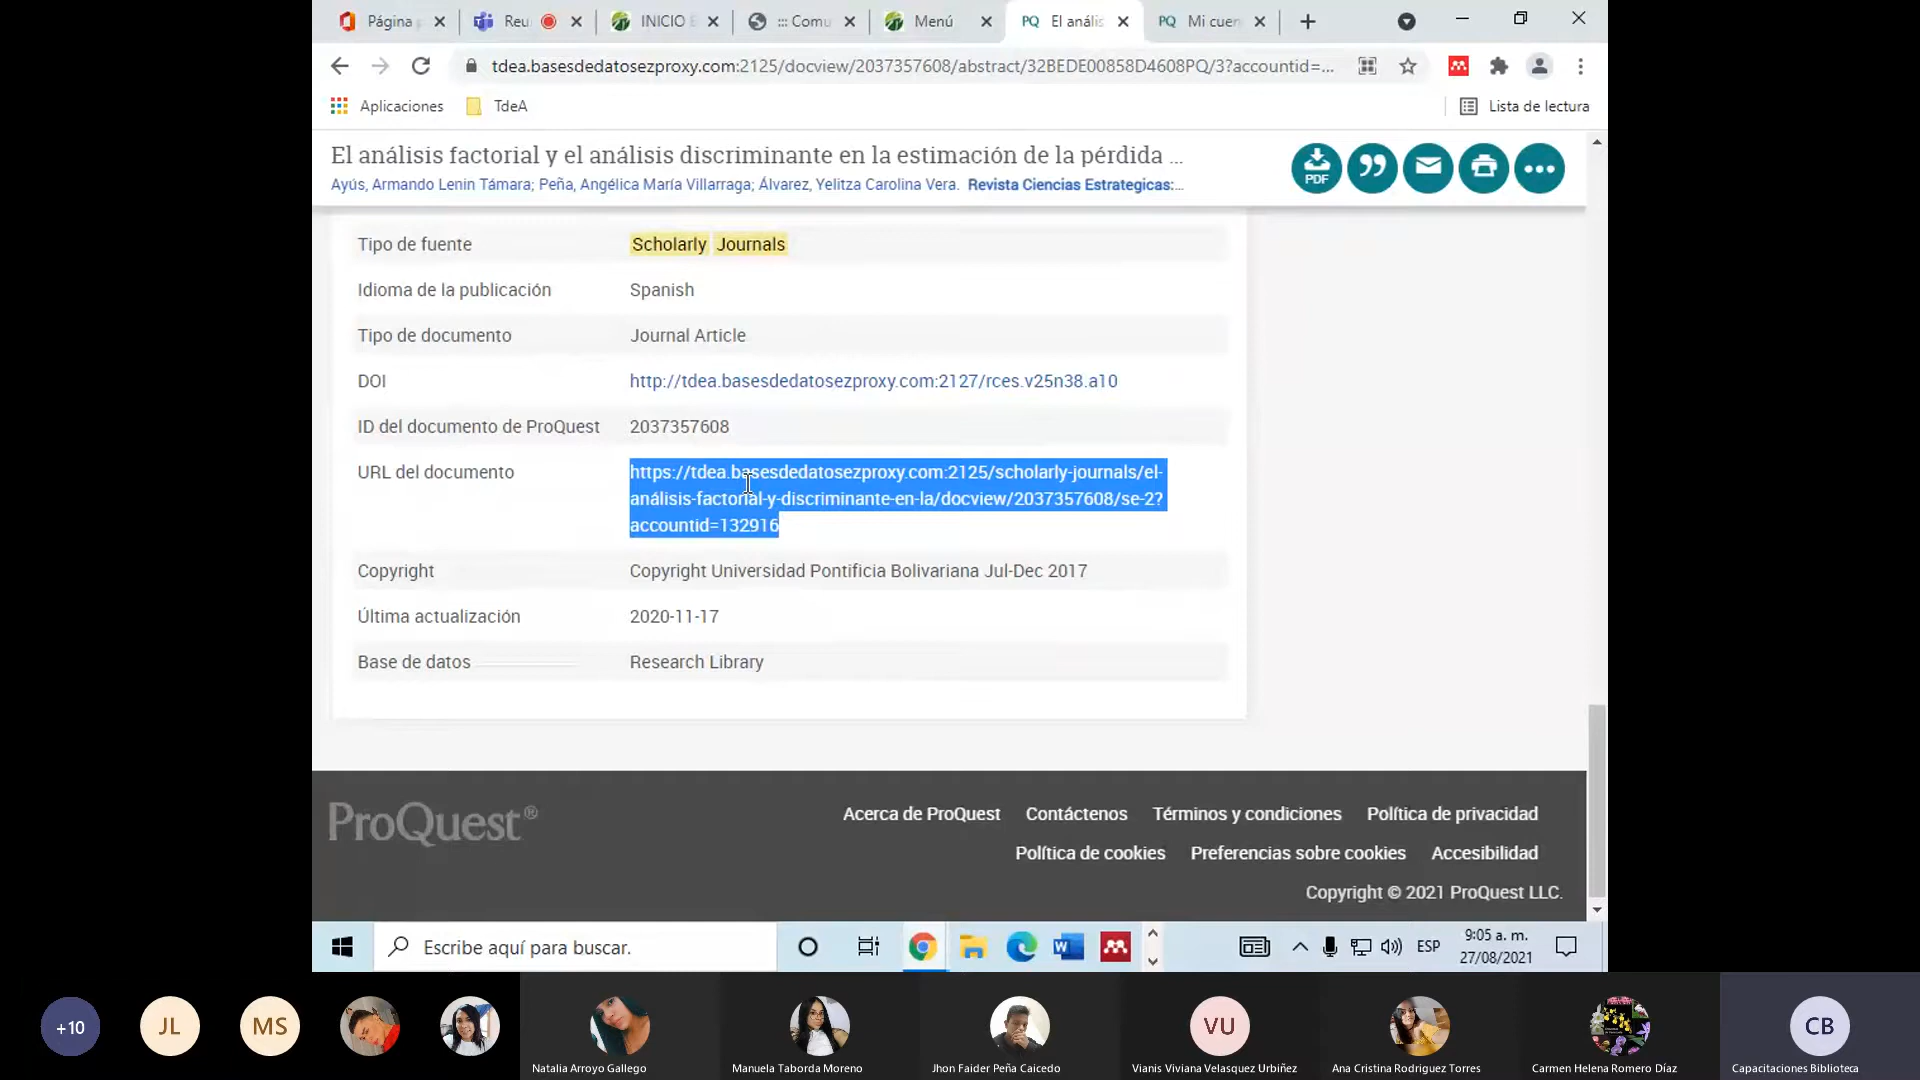 Página
Reu
INICIO E
::: Comu
Menú
PQ El anális
PQ Mi cuen
tdea.basesdedatosezproxy.com:2125/docview/2037357608/abstract/32BEDE00858D4608PQ/3?accountid=...
Aplicaciones
TdeA
Lista de lectura
El análisis factorial y el análisis discriminante en la estimación de la pérdida ...
Ayús, Armando Lenin Támara; Peña, Angélica María Villarraga; Álvarez, Yelitza Carolina Vera. Revista Ciencias Estrategicas:...
PDF
Tipo de fuente
Scholarly Journals
Idioma de la publicación
Spanish
Tipo de documento
Journal Article
DOI
http://tdea.basesdedatosezproxy.com:2127/rces.v25n38.a10
ID del documento de ProQuest
2037357608
URL del documento
https://tdea.basesdedatosezproxy.com:2125/scholarly-journals/el-
análisis-factorial-y-discriminante-en-la/docview/2037357608/se-2?
accountid=132916
Copyright
Copyright Universidad Pontificia Bolivariana Jul-Dec 2017
Última actualización
2020-11-17
Base de datos
Research Library
ProQuest®
Acerca de ProQuest
Contáctenos
Términos y condiciones
Política de privacidad
Política de cookies
Preferencias sobre cookies
Accesibilidad
Copyright © 2021 ProQuest LLC.
Escribe aquí para buscar.
ESP
9:05 a. m.
27/08/2021
+10
JL
MS
VU
CB
Natalia Arroyo Gallego
Manuela Taborda Moreno
Jhon Faider Peña Caicedo
Vianis Viviana Velasquez Urbiñez
Ana Cristina Rodriguez Torres
Carmen Helena Romero Díaz
Capacitaciones Biblioteca